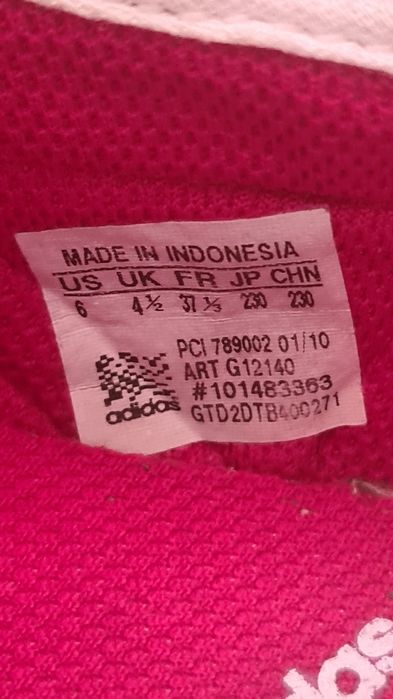 MADE IN INDONESIA
US UK FR JP CHN
6 4½ 37⅓ 230 230
PCI 789002 01/10
ART G12140
#101483363
GTD2DTB400271
adidas
das